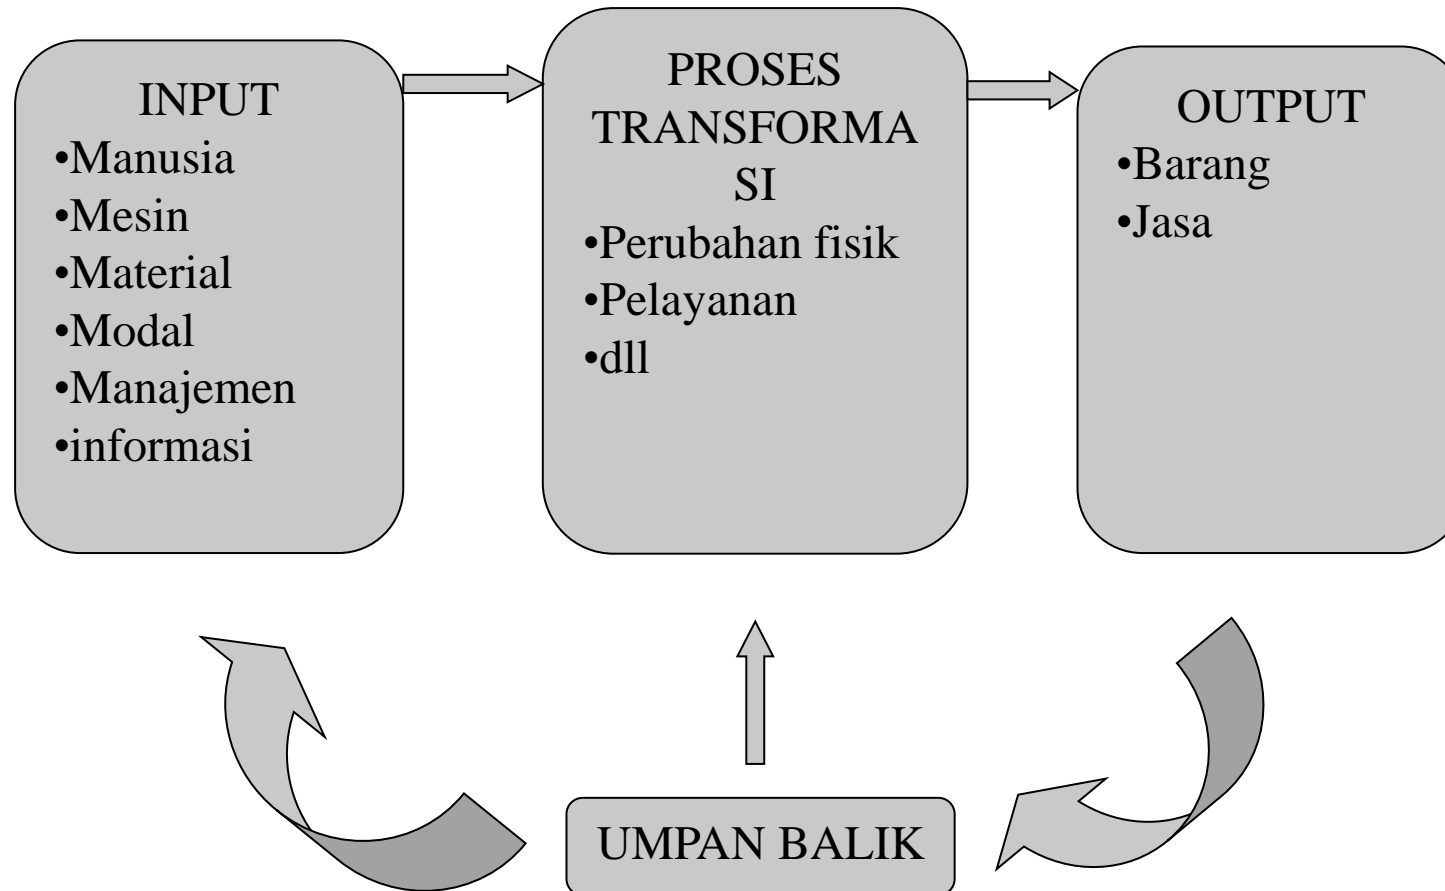 INPUT
•Manusia
•Mesin
•Material
•Modal
•Manajemen
•informasi
PROSES
TRANSFORMA
SI
•Perubahan fisik
•Pelayanan
•dll
OUTPUT
•Barang
•Jasa
UMPAN BALIK